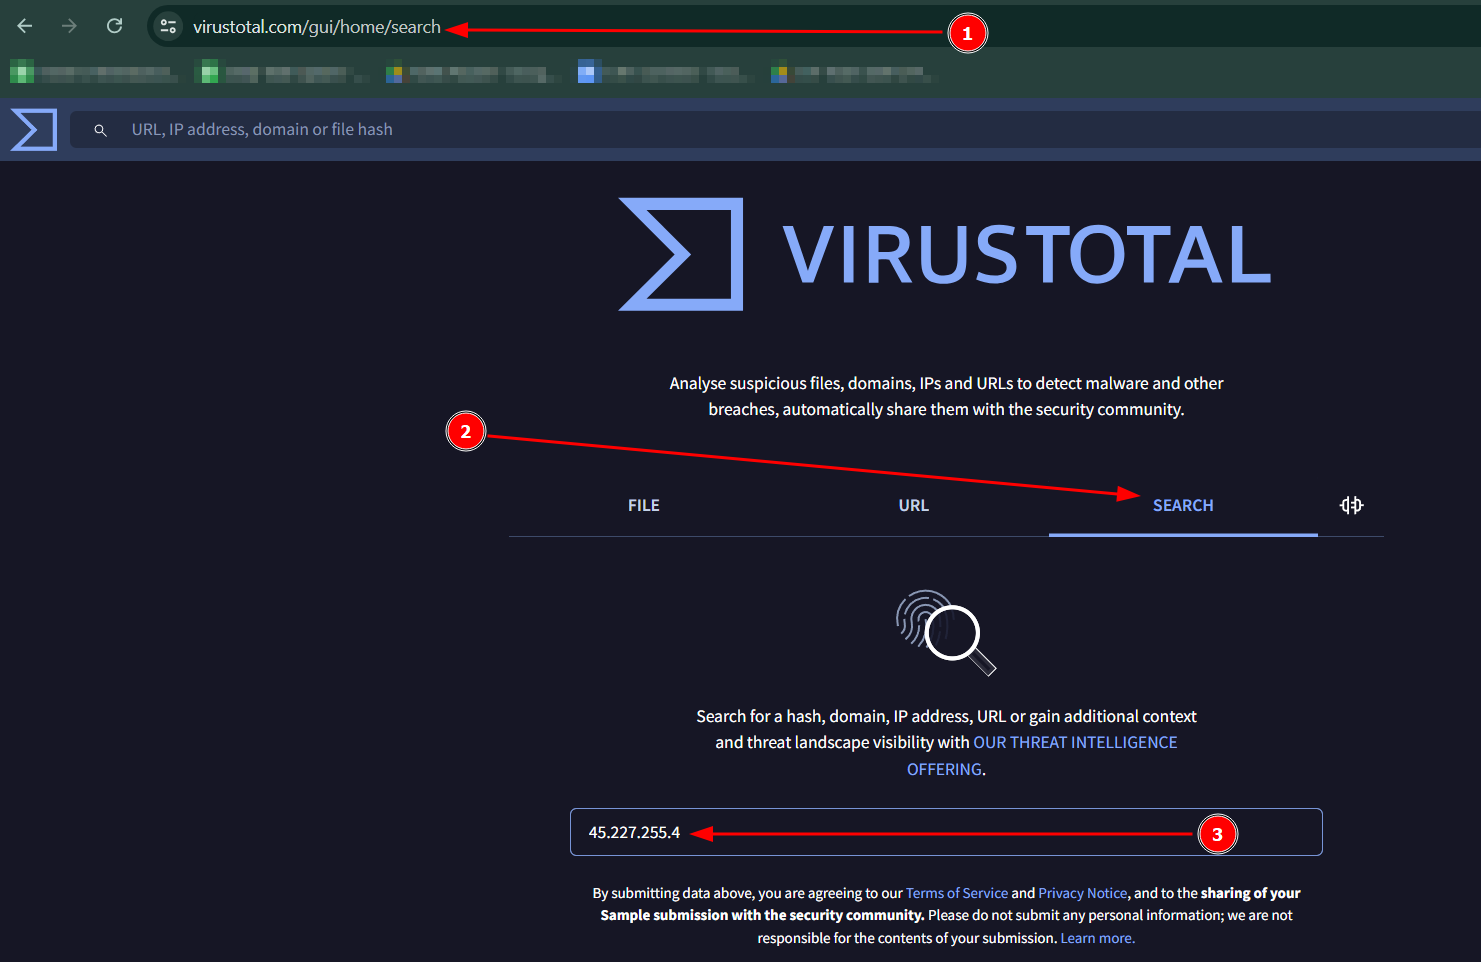 virustotal.com/gui/home/search
1
URL, IP address, domain or file hash
VIRUSTOTAL
Analyse suspicious files, domains, IPs and URLs to detect malware and other
breaches, automatically share them with the security community.
2
FILE URL SEARCH
Search for a hash, domain, IP address, URL or gain additional context
and threat landscape visibility with OUR THREAT INTELLIGENCE
OFFERING.
45.227.255.4 3
By submitting data above, you are agreeing to our Terms of Service and Privacy Notice, and to the sharing of your
Sample submission with the security community. Please do not submit any personal information; we are not
responsible for the contents of your submission. Learn more.